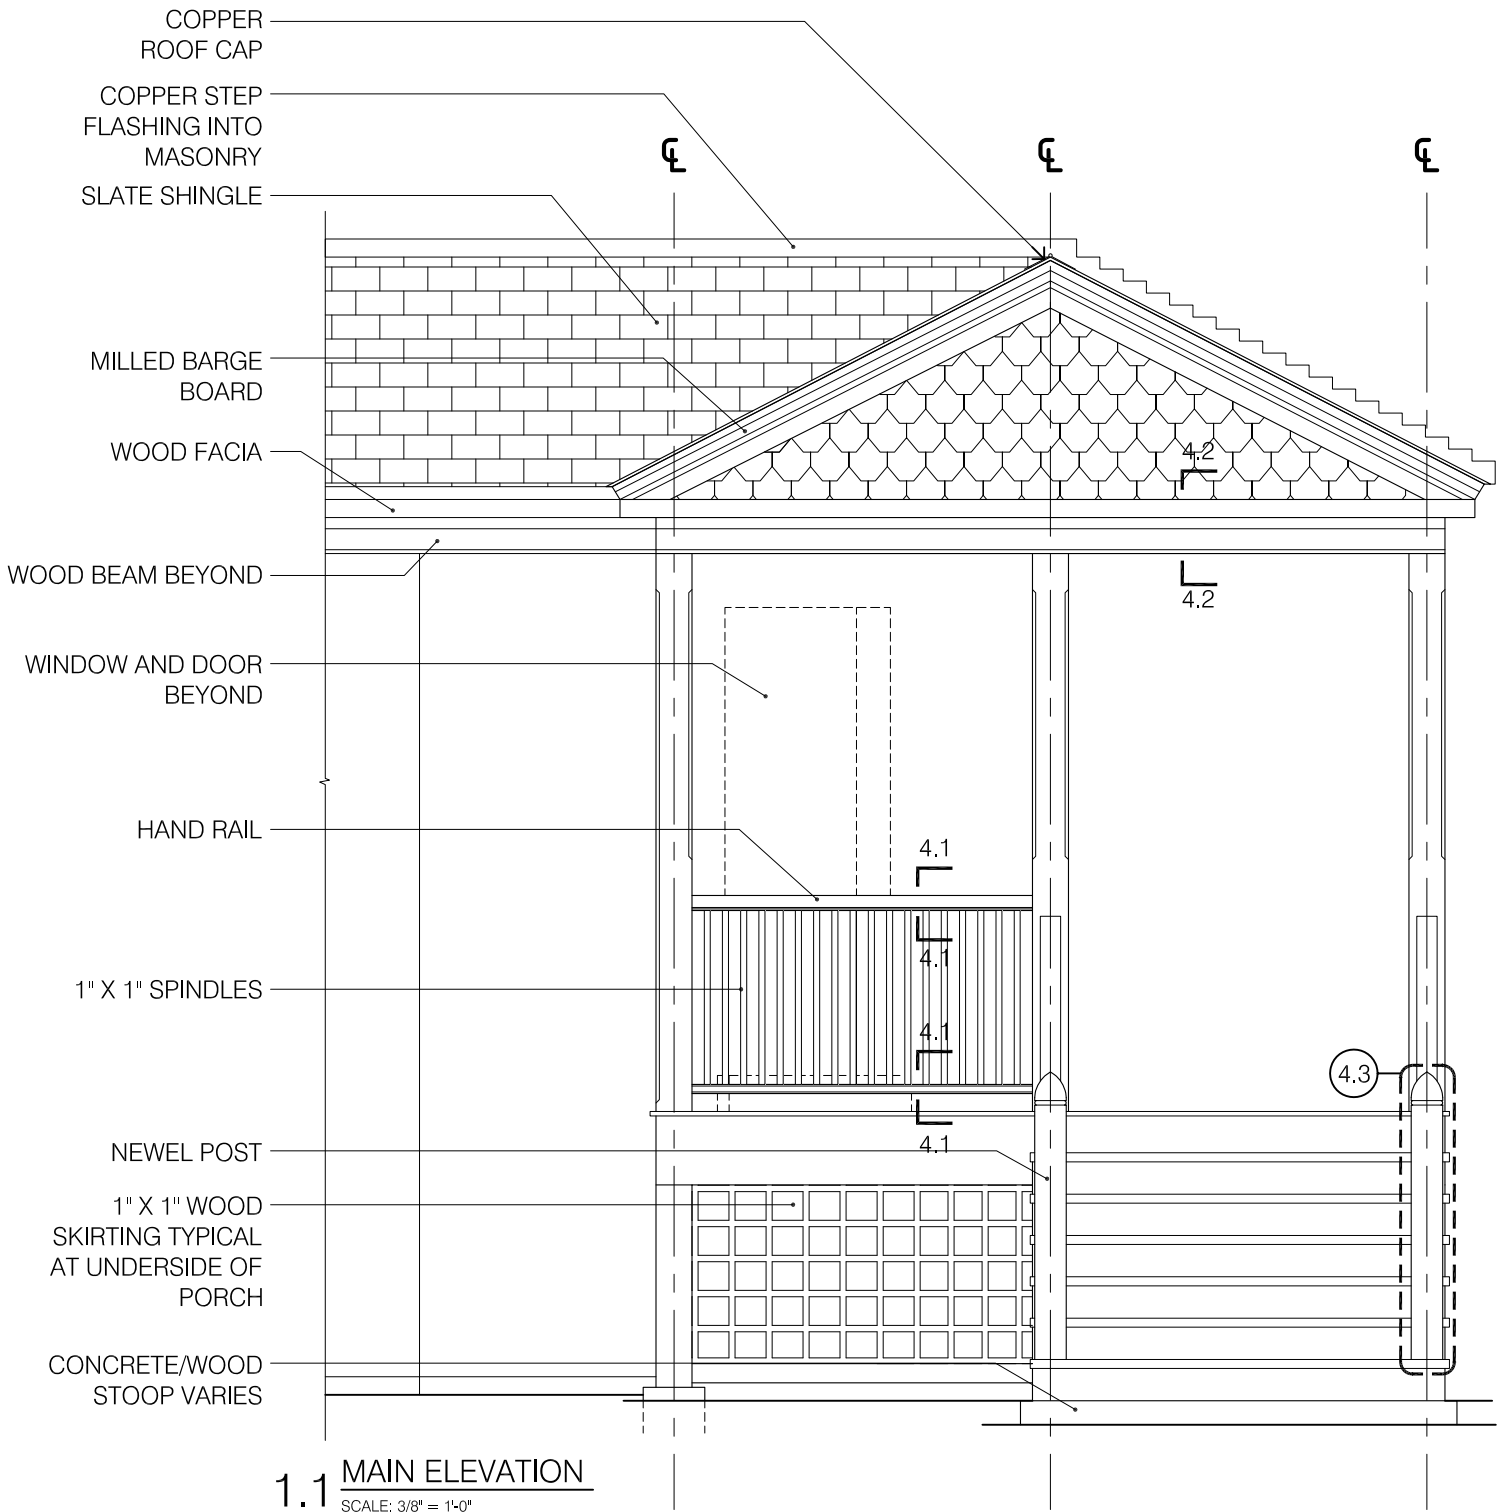 COPPER
ROOF CAP
COPPER STEP
FLASHING INTO
MASONRY
SLATE SHINGLE
MILLED BARGE
BOARD
WOOD FACIA
WOOD BEAM BEYOND
WINDOW AND DOOR
BEYOND
HAND RAIL
1" X 1" SPINDLES
NEWEL POST
1" X 1" WOOD
SKIRTING TYPICAL
AT UNDERSIDE OF
PORCH
CONCRETE/WOOD
STOOP VARIES
℄
℄
℄
4.2
4.2
4.1
4.1
4.1
4.1
4.3
1.1 MAIN ELEVATION
SCALE: 3/8" = 1'-0"